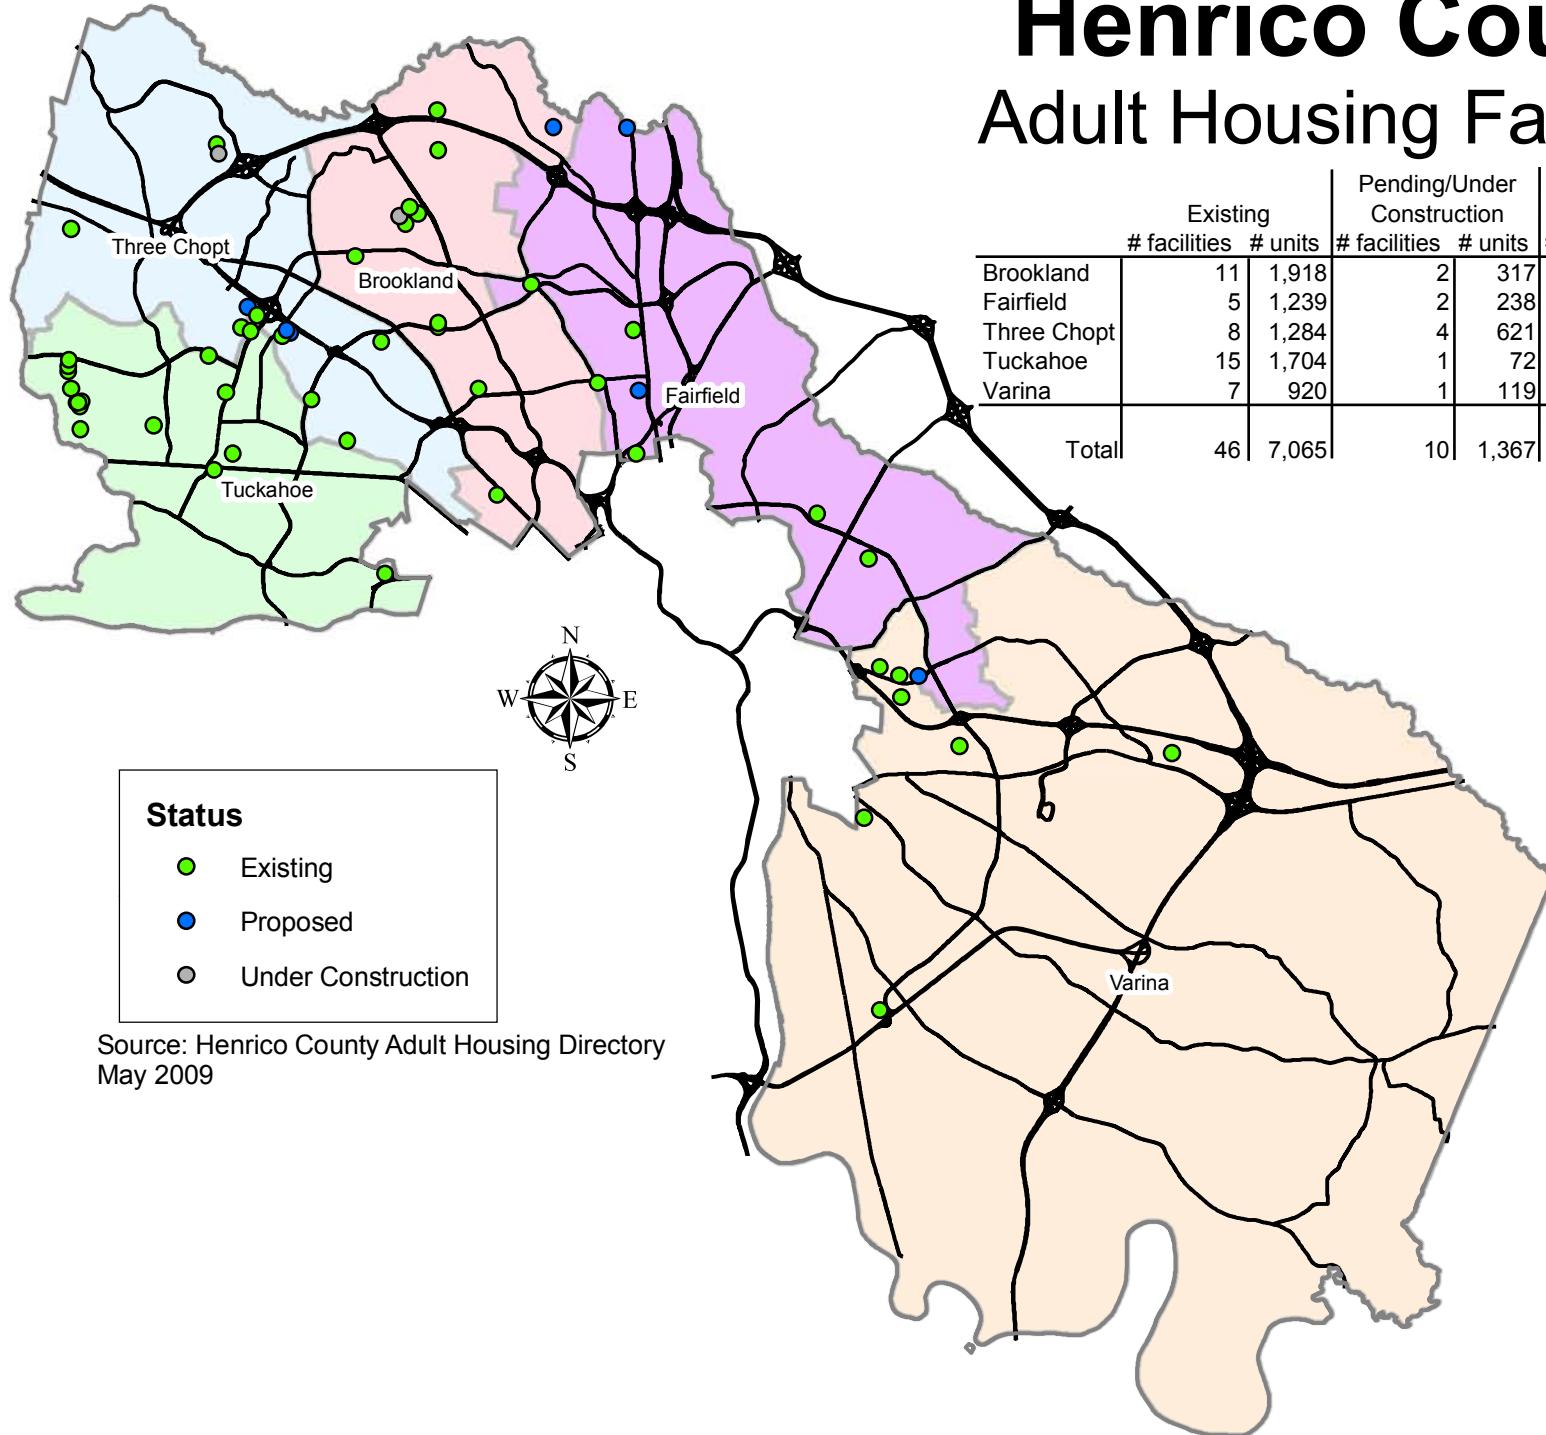 Henrico Cou
Adult Housing Fa
Existing Pending/Under Construction
# facilities # units # facilities # units
Brookland 11 1,918 2 317
Fairfield 5 1,239 2 238
Three Chopt 8 1,284 4 621
Tuckahoe 15 1,704 1 72
Varina 7 920 1 119
Total 46 7,065 10 1,367
Three Chopt
Brookland
Fairfield
Tuckahoe
N
W E
S
Status
Existing
Proposed
Under Construction
Source: Henrico County Adult Housing Directory
May 2009
Varina